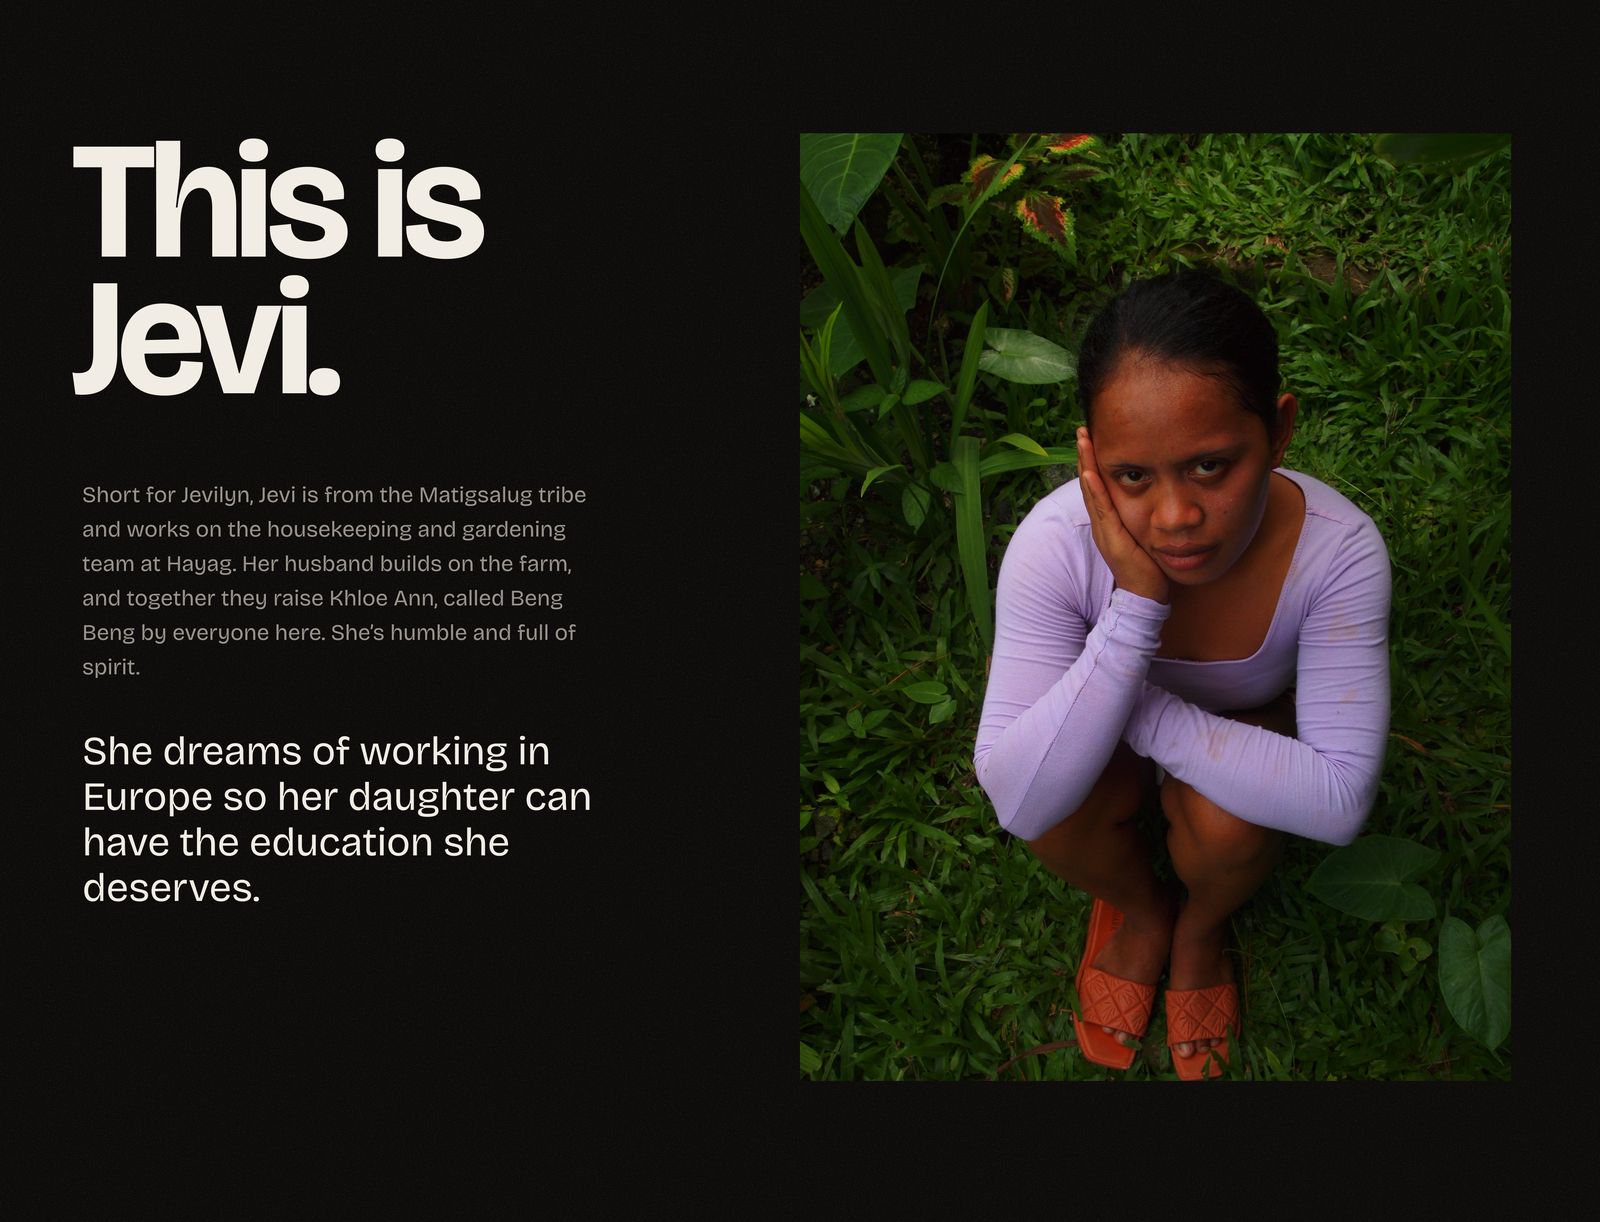 This is
Jevi.
Short for Jevilyn, Jevi is from the Matigsalug tribe
and works on the housekeeping and gardening
team at Hayag. Her husband builds on the farm,
and together they raise Khloe Ann, called Beng
Beng by everyone here. She’s humble and full of
spirit.
She dreams of working in
Europe so her daughter can
have the education she
deserves.